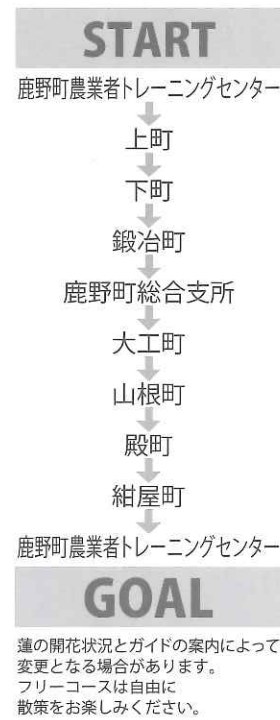 START
鹿野町農業者トレーニングセンター
上町
下町
鍛冶町
鹿野町総合支所
大工町
山根町
殿町
紺屋町
鹿野町農業者トレーニングセンター
GOAL
蓮の開花状況とガイドの案内によって
変更となる場合があります。
フリーコースは自由に
散策をお楽しみください。